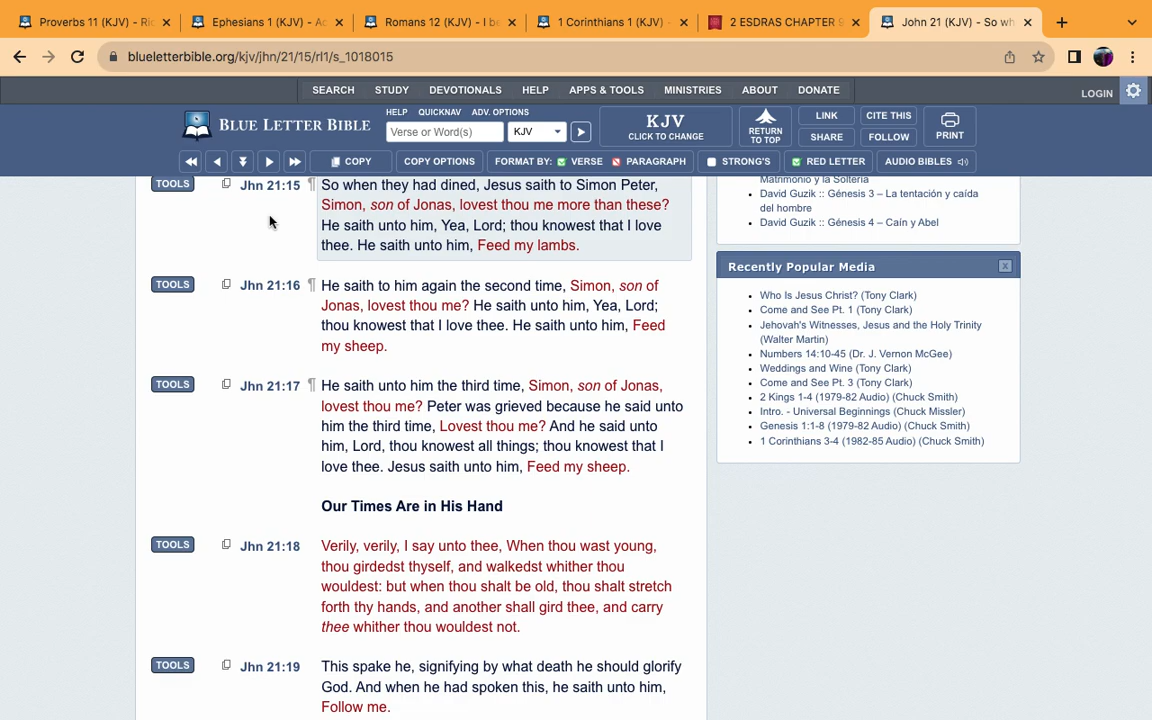 Proverbs 11 (KJV) - Ric
Ephesians 1 (KJV) - Ad
Romans 12 (KJV) - I be
1 Corinthians 1 (KJV) -
2 ESDRAS CHAPTER 9
John 21 (KJV) - So wh
blueletterbible.org/kjv/jhn/21/15/rl1/s_1018015
SEARCH STUDY DEVOTIONALS HELP APPS & TOOLS MINISTRIES ABOUT DONATE LOGIN
BLUE LETTER BIBLE
HELP QUICKNAV ADV. OPTIONS
Verse or Word(s) KJV
KJV
CLICK TO CHANGE
RETURN
TO TOP
LINK CITE THIS
SHARE FOLLOW
PRINT
COPY COPY OPTIONS FORMAT BY: VERSE PARAGRAPH STRONG'S RED LETTER AUDIO BIBLES
TOOLS Jhn 21:15 ¶ So when they had dined, Jesus saith to Simon Peter,
Simon, son of Jonas, lovest thou me more than these?
He saith unto him, Yea, Lord; thou knowest that I love
thee. He saith unto him, Feed my lambs.
TOOLS Jhn 21:16 ¶ He saith to him again the second time, Simon, son of
Jonas, lovest thou me? He saith unto him, Yea, Lord;
thou knowest that I love thee. He saith unto him, Feed
my sheep.
TOOLS Jhn 21:17 ¶ He saith unto him the third time, Simon, son of Jonas,
lovest thou me? Peter was grieved because he said unto
him the third time, Lovest thou me? And he said unto
him, Lord, thou knowest all things; thou knowest that I
love thee. Jesus saith unto him, Feed my sheep.
Our Times Are in His Hand
TOOLS Jhn 21:18 Verily, verily, I say unto thee, When thou wast young,
thou girdedst thyself, and walkedst whither thou
wouldest: but when thou shalt be old, thou shalt stretch
forth thy hands, and another shall gird thee, and carry
thee whither thou wouldest not.
TOOLS Jhn 21:19 This spake he, signifying by what death he should glorify
God. And when he had spoken this, he saith unto him,
Follow me.
Matrimonio y la Soltería
David Guzik :: Génesis 3 – La tentación y caída
del hombre
David Guzik :: Génesis 4 – Caín y Abel
Recently Popular Media x
Who Is Jesus Christ? (Tony Clark)
Come and See Pt. 1 (Tony Clark)
Jehovah's Witnesses, Jesus and the Holy Trinity
(Walter Martin)
Numbers 14:10-45 (Dr. J. Vernon McGee)
Weddings and Wine (Tony Clark)
Come and See Pt. 3 (Tony Clark)
2 Kings 1-4 (1979-82 Audio) (Chuck Smith)
Intro. - Universal Beginnings (Chuck Missler)
Genesis 1:1-8 (1979-82 Audio) (Chuck Smith)
1 Corinthians 3-4 (1982-85 Audio) (Chuck Smith)